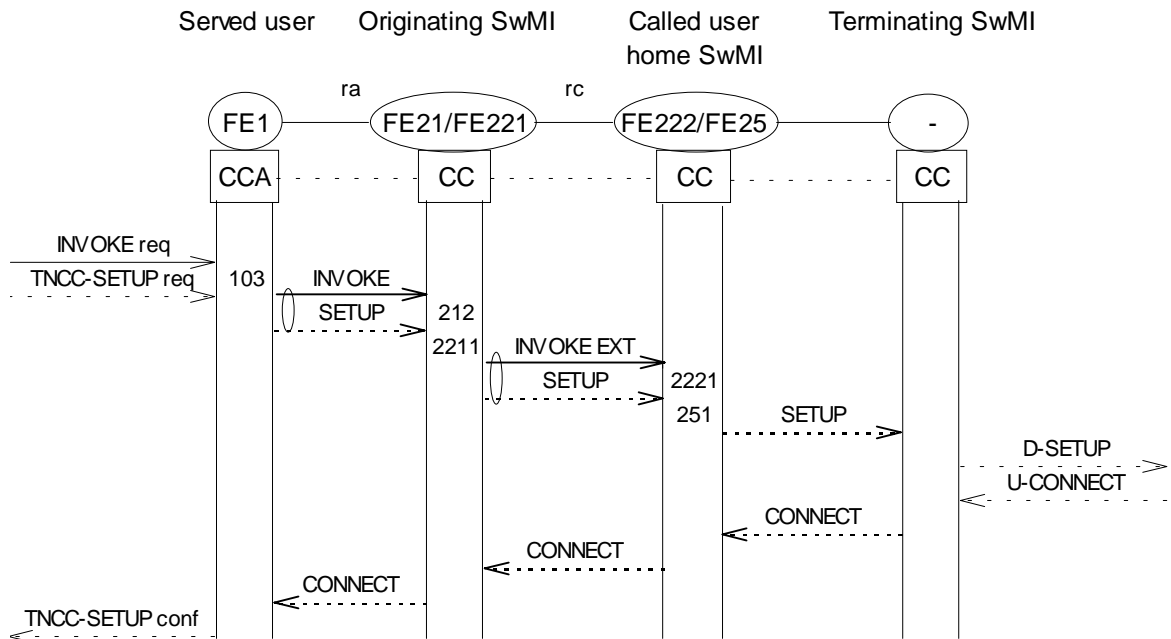 Served user
Originating SwMI
Called user
home SwMI
Terminating SwMI
ra
rc
FE1
FE21/FE221
FE222/FE25
-
CCA
CC
CC
CC
INVOKE req
TNCC-SETUP req
103
INVOKE
SETUP
212
2211
INVOKE EXT
SETUP
2221
251
SETUP
D-SETUP
U-CONNECT
CONNECT
CONNECT
CONNECT
TNCC-SETUP conf